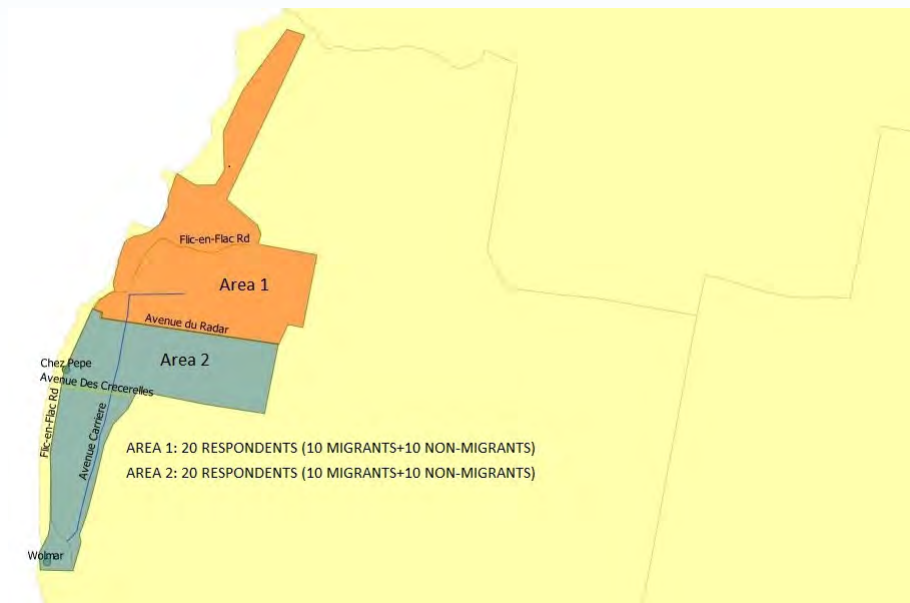 Flic-en-Flac Rd
Area 1
Avenue du Radar
Area 2
Chez Pepe
Avenue Des Crecerelles
Flic-en-Flac Rd
Avenue Carriere
AREA 1: 20 RESPONDENTS (10 MIGRANTS+10 NON-MIGRANTS)
AREA 2: 20 RESPONDENTS (10 MIGRANTS+10 NON-MIGRANTS)
Wolmar